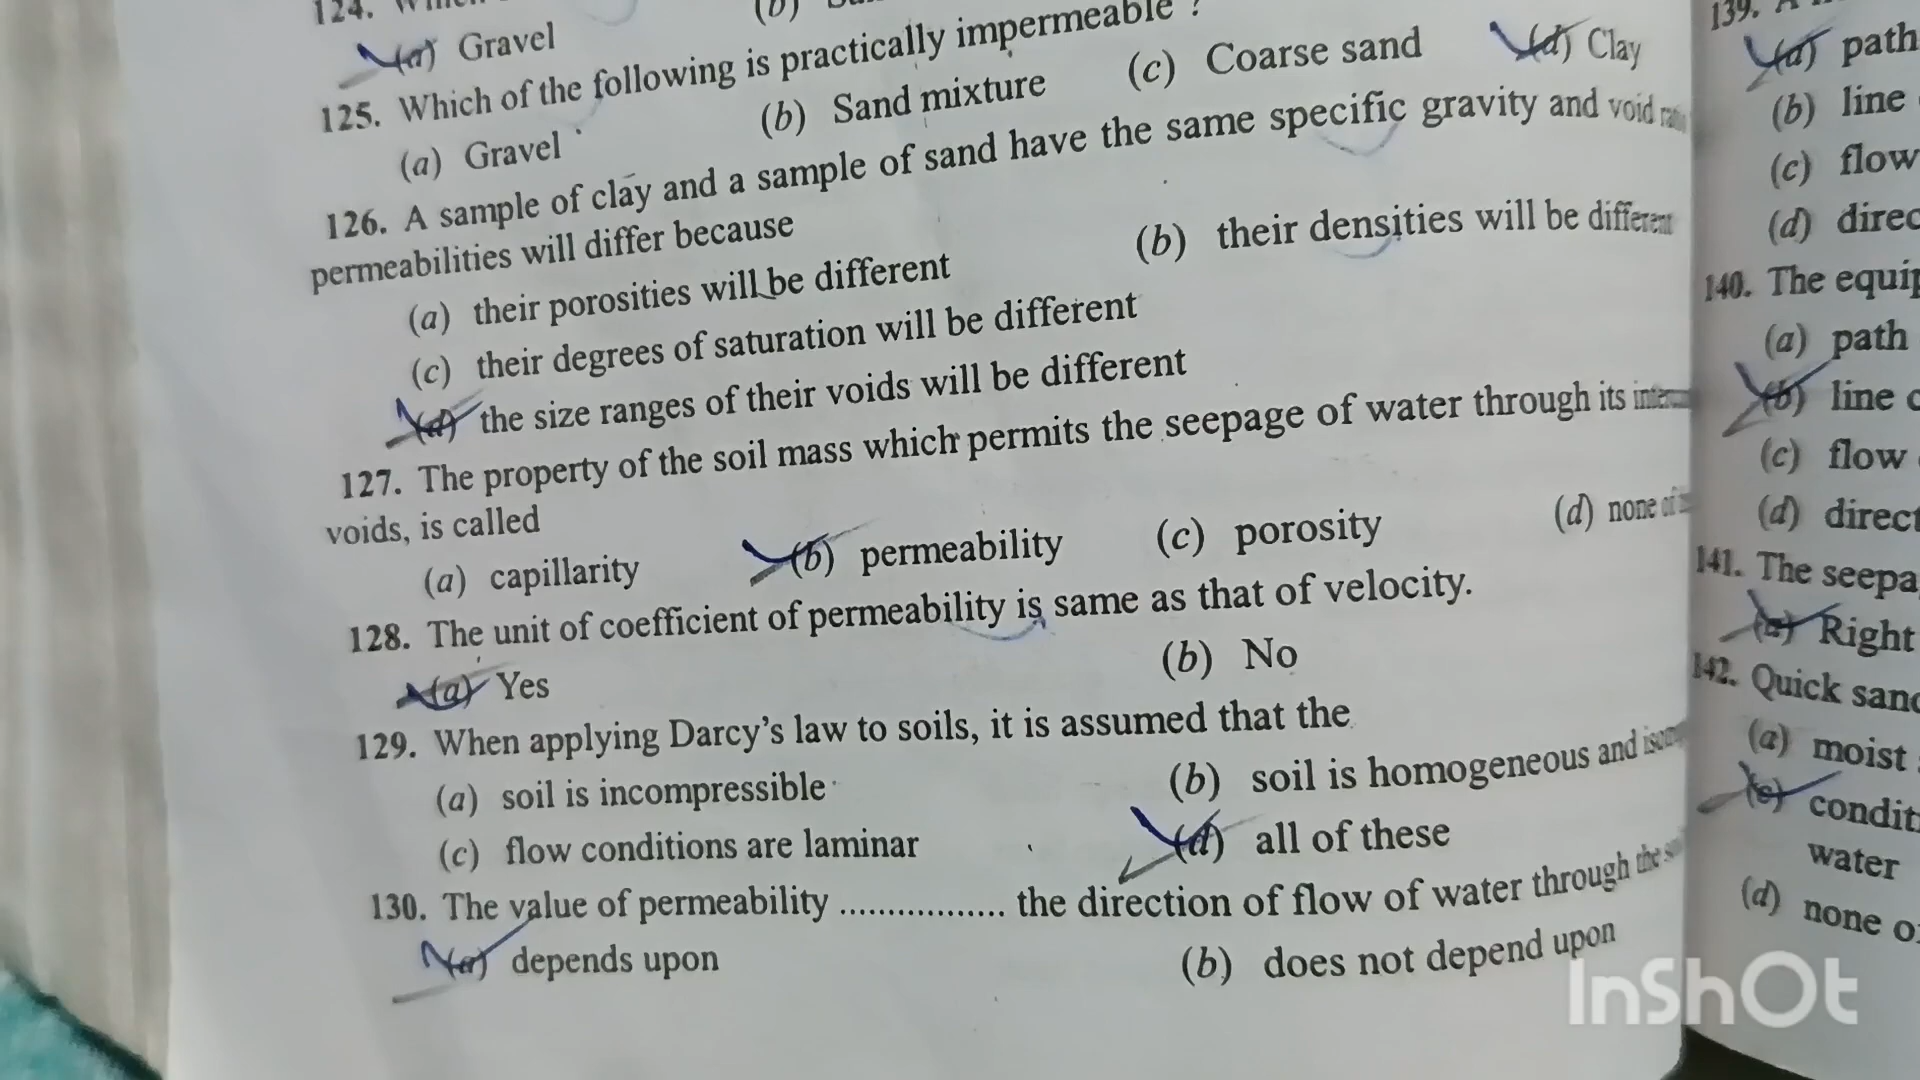 124.
(b)
(a) Gravel
125. Which of the following is practically impermeable ?
(a) Gravel (b) Sand mixture (c) Coarse sand (d) Clay
126. A sample of clay and a sample of sand have the same specific gravity and void
permeabilities will differ because
(a) their porosities will be different (b) their densities will be different
(c) their degrees of saturation will be different
(d) the size ranges of their voids will be different
127. The property of the soil mass which permits the seepage of water through its
voids, is called
(a) capillarity (b) permeability (c) porosity (d) none of
128. The unit of coefficient of permeability is same as that of velocity.
(a) Yes (b) No
129. When applying Darcy's law to soils, it is assumed that the
(a) soil is incompressible (b) soil is homogeneous and
(c) flow conditions are laminar (d) all of these
130. The value of permeability ................. the direction of flow of water through the
(a) depends upon (b) does not depend upon
139.
(a) path
(b) line
(c) flow
(d) direc
140. The equip
(a) path
(b) line
(c) flow
(d) direct
141. The seepa
(a) Right
142. Quick sand
(a) moist
(c) condit
water
(d) none o
InShOt